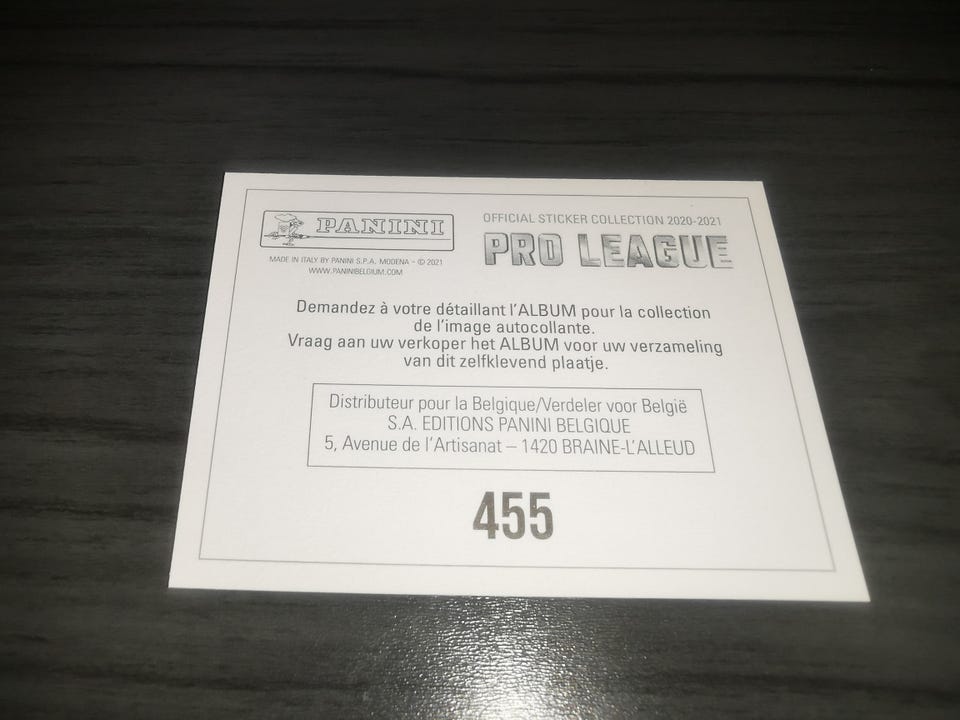 PANINI
MADE IN ITALY BY PANINI S.P.A. MODENA - © 2021
WWW.PANINIBELGIUM.COM
OFFICIAL STICKER COLLECTION 2020-2021
PRO LEAGUE
Demandez à votre détaillant l'ALBUM pour la collection
de l'image autocollante.
Vraag aan uw verkoper het ALBUM voor uw verzameling
van dit zelfklevend plaatje.
Distributeur pour la Belgique/Verdeler voor België
S.A. EDITIONS PANINI BELGIQUE
5, Avenue de l'Artisanat – 1420 BRAINE-L'ALLEUD
455